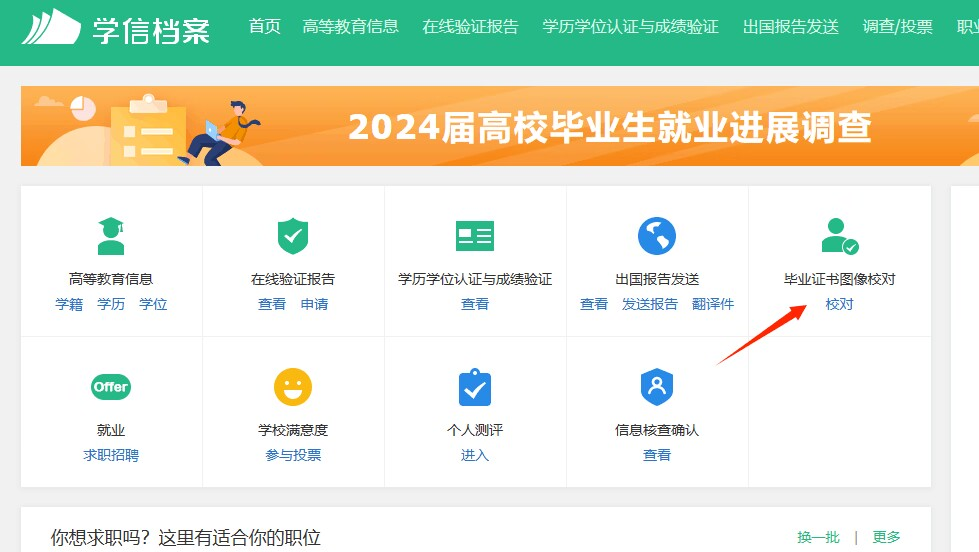 学信档案 首页 高等教育信息 在线验证报告 学历学位认证与成绩验证 出国报告发送 调查/投票 职业
2024届高校毕业生就业进展调查
高等教育信息 在线验证报告 学历学位认证与成绩验证 出国报告发送 毕业证书图像校对
学籍 学历 学位 查看 申请 查看 查看 发送报告 翻译件 校对
Offer
就业 学校满意度 个人测评 信息核查确认
求职招聘 参与投票 进入 查看
你想求职吗？这里有适合你的职位 换一批 | 更多